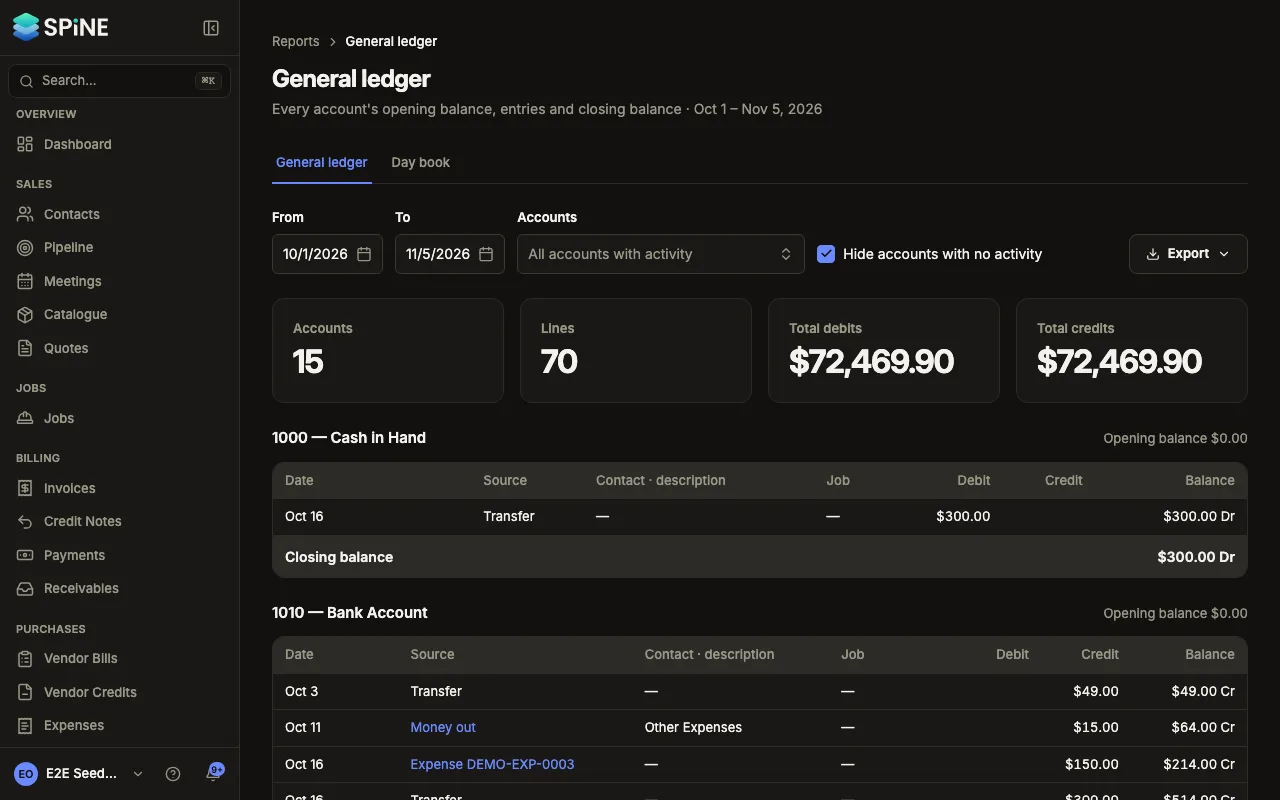 SPiNE
Search... ⌘K
OVERVIEW
Dashboard
SALES
Contacts
Pipeline
Meetings
Catalogue
Quotes
JOBS
Jobs
BILLING
Invoices
Credit Notes
Payments
Receivables
PURCHASES
Vendor Bills
Vendor Credits
Expenses
EO E2E Seed... 9+
Reports > General ledger
General ledger
Every account's opening balance, entries and closing balance · Oct 1 – Nov 5, 2026
General ledger Day book
From To Accounts
10/1/2026 11/5/2026 All accounts with activity Hide accounts with no activity Export
Accounts Lines Total debits Total credits
15 70 $72,469.90 $72,469.90
1000 — Cash in Hand Opening balance $0.00
Date Source Contact · description Job Debit Credit Balance
Oct 16 Transfer — — $300.00 $300.00 Dr
Closing balance $300.00 Dr
1010 — Bank Account Opening balance $0.00
Date Source Contact · description Job Debit Credit Balance
Oct 3 Transfer — — $49.00 $49.00 Cr
Oct 11 Money out Other Expenses — $15.00 $64.00 Cr
Oct 16 Expense DEMO-EXP-0003 — — $150.00 $214.00 Cr
Oct 16 Transfer — — $300.00 $514.00 Cr